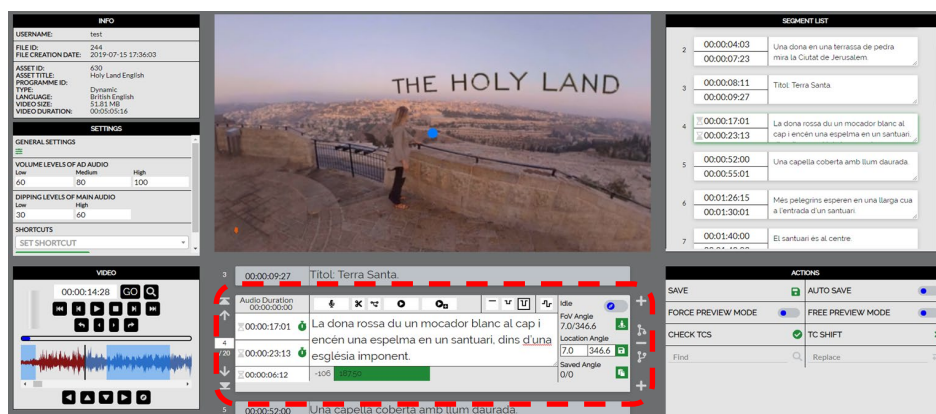 INFO
USERNAME: test
FILE ID: 244
FILE CREATION DATE: 2019-07-15 17:36:03
ASSET ID: 630
ASSET TITLE: Holy Land English
PROGRAMME ID:
TYPE: Dynamic
LANGUAGE: British English
VIDEO SIZE: 51.81 MB
VIDEO DURATION: 00:05:05:16
SETTINGS
GENERAL SETTINGS
VOLUME LEVELS OF AD AUDIO
Low Medium High
60 80 100
DIPPING LEVELS OF MAIN AUDIO
Low High
30 60
SHORTCUTS
SET SHORTCUT
THE HOLY LAND
SEGMENT LIST
2
00:00:04:03
00:00:07:23
Una dona en una terrassa de pedra
mira la Ciutat de Jerusalem.
3
00:00:08:11
00:00:09:27
Títol: Terra Santa.
4
00:00:17:01
00:00:23:13
La dona rossa du un mocador blanc al
cap i encén una espelma en un santuari,
5
00:00:52:00
00:00:55:01
Una capella coberta amb llum daurada.
6
00:01:26:15
00:01:30:01
Més pelegrins esperen en una llarga cua
a l'entrada d'un santuari.
7
00:01:40:00
El santuari és al centre
VIDEO
00:00:14:28 GO
3 00:00:09:27 Títol: Terra Santa.
Audio Duration
00:00:00:00
00:00:17:01
4
/ 20
00:00:23:13
00:00:06:12
La dona rossa du un mocador blanc al cap i
encén una espelma en un santuari, dins d'una
església imponent.
-106 187.50
Idle
FoV Angle
7.0/346.6
Location Angle
7.0 346.6
Saved Angle
0/0
5 00:00:52:00 Una capella coberta amb llum daurada.
ACTIONS
SAVE AUTO SAVE
FORCE PREVIEW MODE FREE PREVIEW MODE
CHECK TCS TC SHIFT
Find Replace